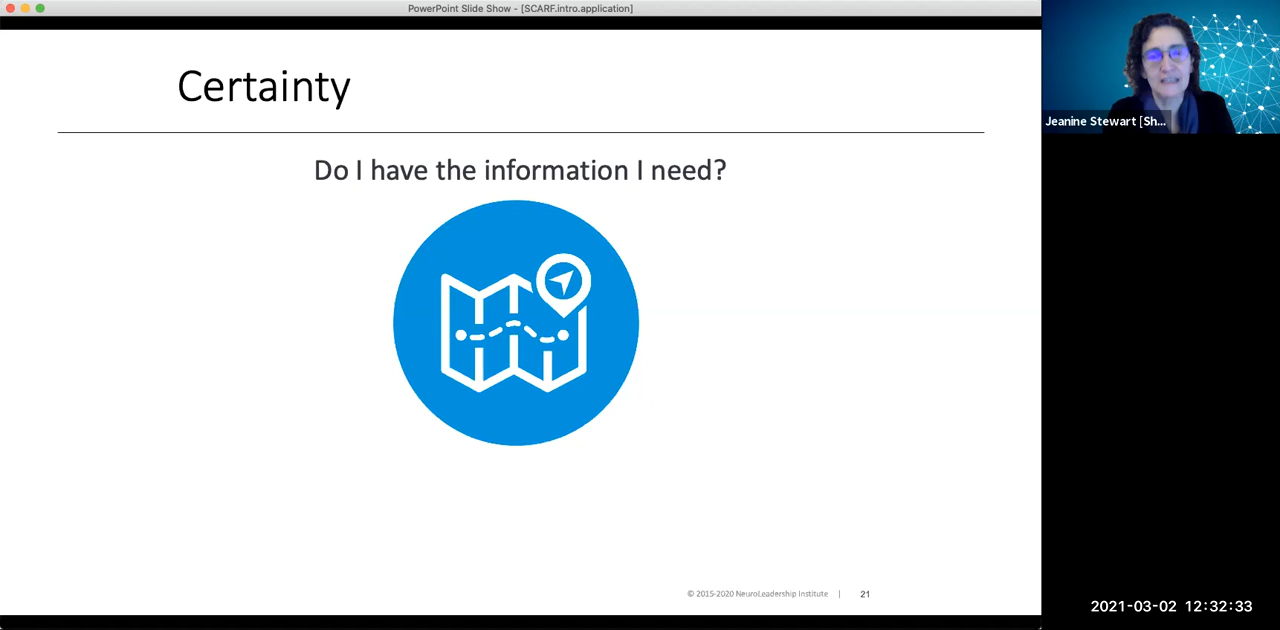 PowerPoint Slide Show - [SCARF.intro.application]
Certainty
Do I have the information I need?
Jeanine Stewart [Sh...
© 2015-2020 NeuroLeadership Institute | 21
2021-03-02 12:32:33